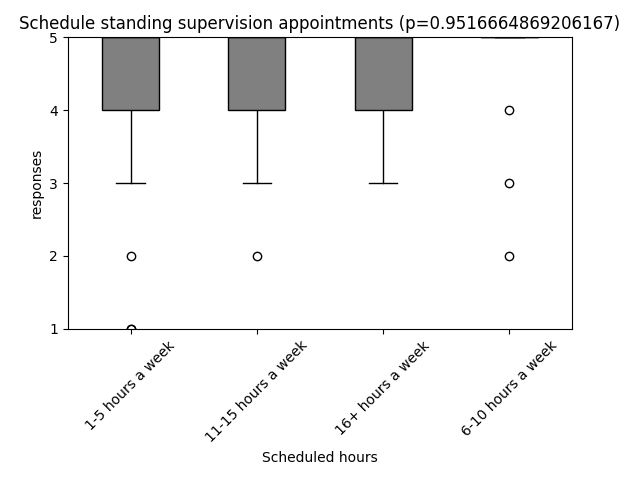 Schedule standing supervision appointments (p=0.9516664869206167)
5
4
3
2
1
responses
1-5 hours a week
11-15 hours a week
16+ hours a week
6-10 hours a week
Scheduled hours